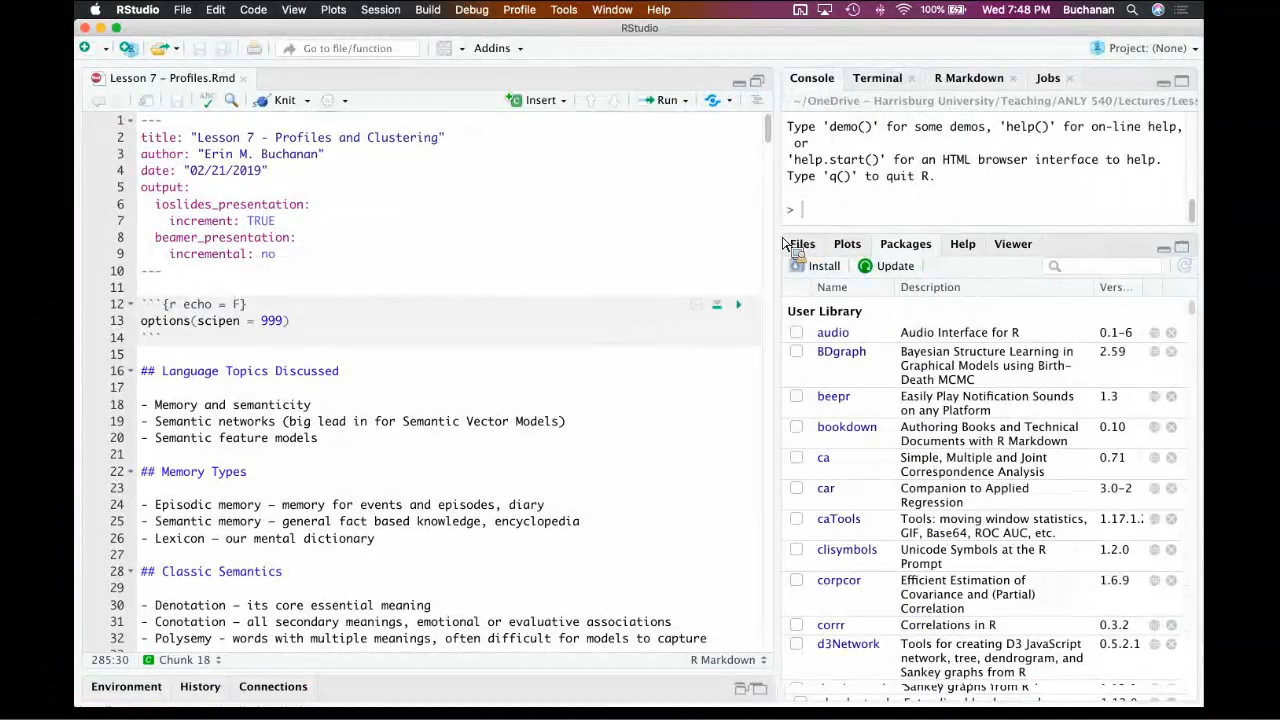 RStudio File Edit Code View Plots Session Build Debug Profile Tools Window Help 100% Wed 7:48 PM Buchanan
RStudio
Go to file/function Addins Project: (None)
Lesson 7 - Profiles.Rmd
Knit Insert Run
1 ---
2 title: "Lesson 7 - Profiles and Clustering"
3 author: "Erin M. Buchanan"
4 date: "02/21/2019"
5 output:
6 ioslides_presentation:
7 increment: TRUE
8 beamer_presentation:
9 incremental: no
10 ---
11
12 ```{r echo = F}
13 options(scipen = 999)
14 ```
15
16 ## Language Topics Discussed
17
18 - Memory and semanticity
19 - Semantic networks (big lead in for Semantic Vector Models)
20 - Semantic feature models
21
22 ## Memory Types
23
24 - Episodic memory – memory for events and episodes, diary
25 - Semantic memory – general fact based knowledge, encyclopedia
26 - Lexicon – our mental dictionary
27
28 ## Classic Semantics
29
30 - Denotation – its core essential meaning
31 - Conotation – all secondary meanings, emotional or evaluative associations
32 - Polysemy - words with multiple meanings, often difficult for models to capture
285:30 Chunk 18 R Markdown
Environment History Connections
Console Terminal R Markdown Jobs
~/OneDrive - Harrisburg University/Teaching/ANLY 540/Lectures/
Type 'demo()' for some demos, 'help()' for on-line help,
or
'help.start()' for an HTML browser interface to help.
Type 'q()' to quit R.
>
Files Plots Packages Help Viewer
Install Update
Name Description Vers...
User Library
audio Audio Interface for R 0.1-6
BDgraph Bayesian Structure Learning in 2.59
Graphical Models using Birth-
Death MCMC
beepr Easily Play Notification Sounds 1.3
on any Platform
bookdown Authoring Books and Technical 0.10
Documents with R Markdown
ca Simple, Multiple and Joint 0.71
Correspondence Analysis
car Companion to Applied 3.0-2
Regression
caTools Tools: moving window statistics, 1.17.1.
GIF, Base64, ROC AUC, etc.
clisymbols Unicode Symbols at the R 1.2.0
Prompt
corpcor Efficient Estimation of 1.6.9
Covariance and (Partial)
Correlation
corrr Correlations in R 0.3.2
d3Network Tools for creating D3 JavaScript 0.5.2.1
network, tree, dendrogram, and
Sankey graphs from R
Sankey graphs from R